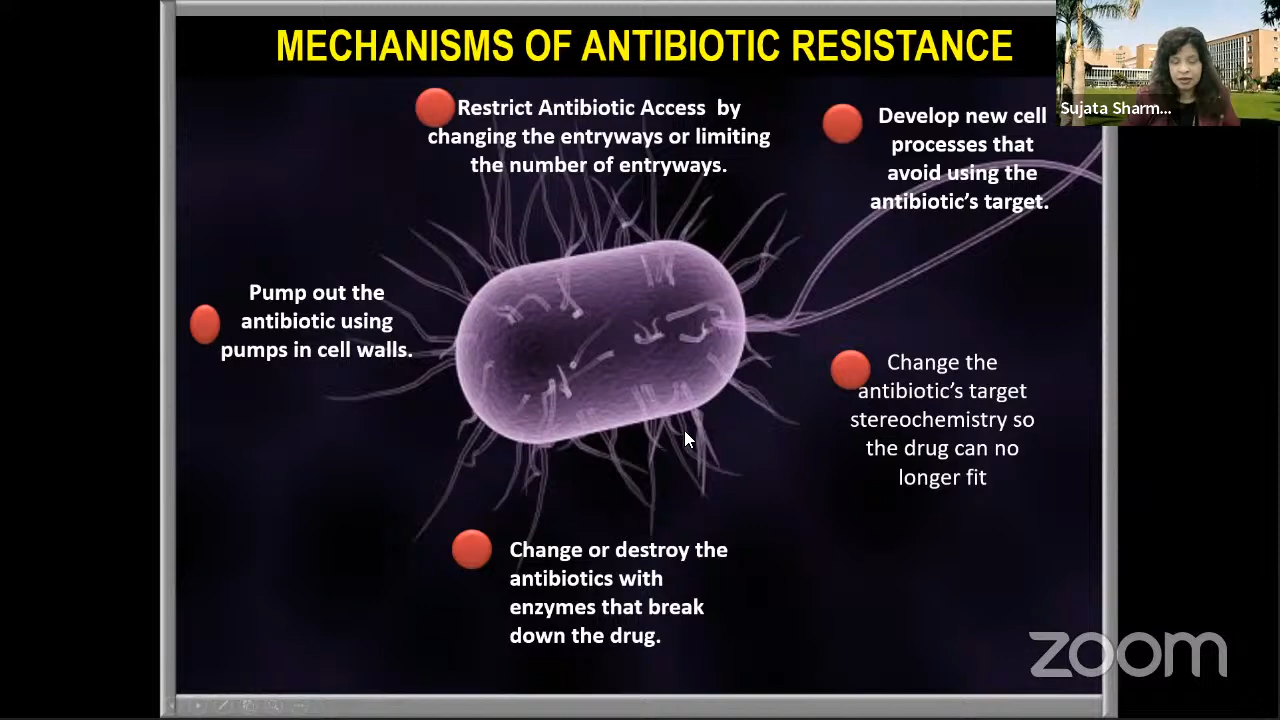 MECHANISMS OF ANTIBIOTIC RESISTANCE
Sujata Sharm...
Restrict Antibiotic Access by
changing the entryways or limiting
the number of entryways.
Develop new cell
processes that
avoid using the
antibiotic's target.
Pump out the
antibiotic using
pumps in cell walls.
Change the
antibiotic's target
stereochemistry so
the drug can no
longer fit
Change or destroy the
antibiotics with
enzymes that break
down the drug.
zoom